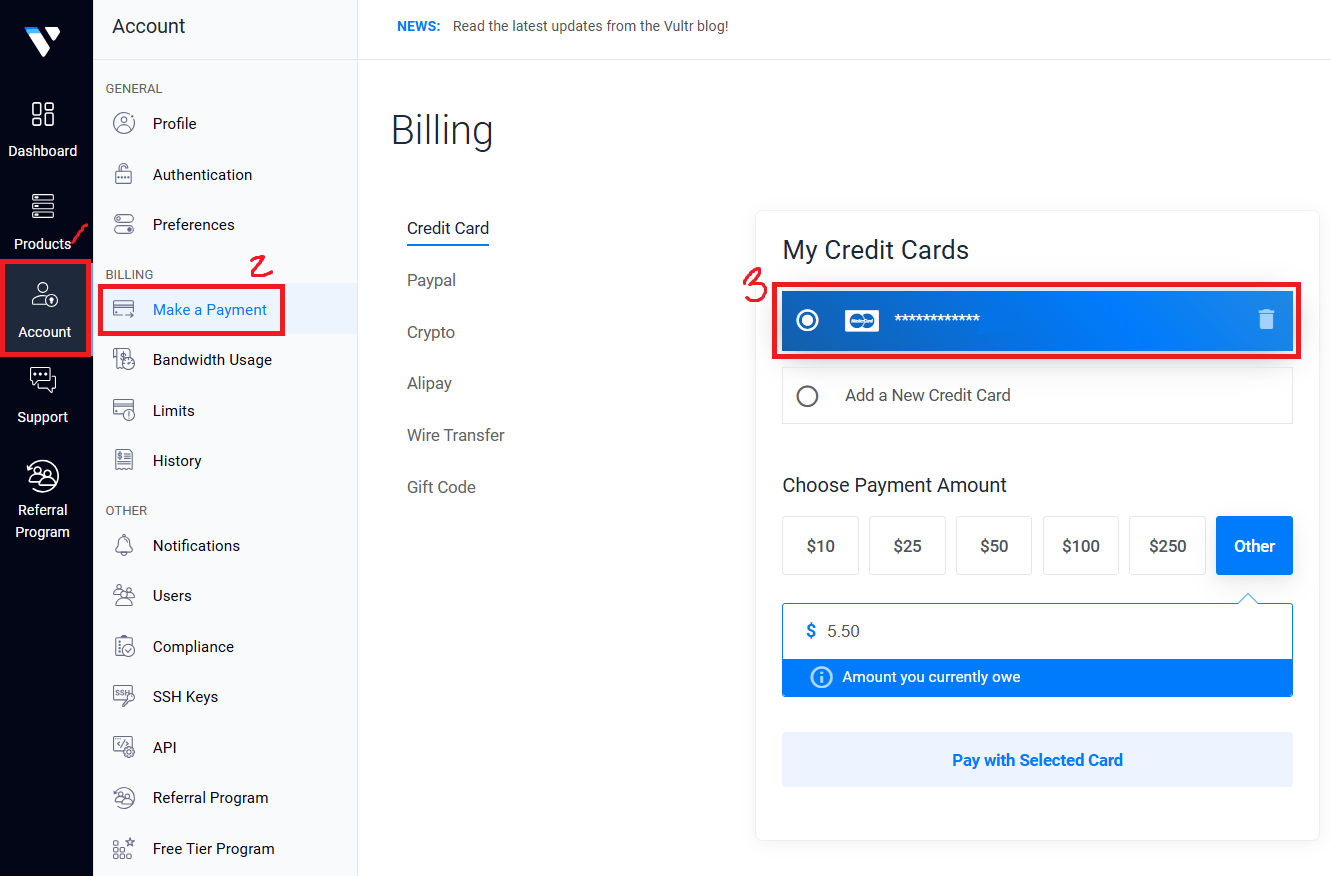 Account
NEWS: Read the latest updates from the Vultr blog!
Dashboard
Products
1
Account
Support
Referral
Program
GENERAL
Profile
Authentication
Preferences
BILLING
2
Make a Payment
Bandwidth Usage
Limits
History
OTHER
Notifications
Users
Compliance
SSH Keys
API
Referral Program
Free Tier Program
Billing
Credit Card
Paypal
Crypto
Alipay
Wire Transfer
Gift Code
My Credit Cards
3
MasterCard ************
Add a New Credit Card
Choose Payment Amount
$10 $25 $50 $100 $250 Other
$ 5.50
Amount you currently owe
Pay with Selected Card